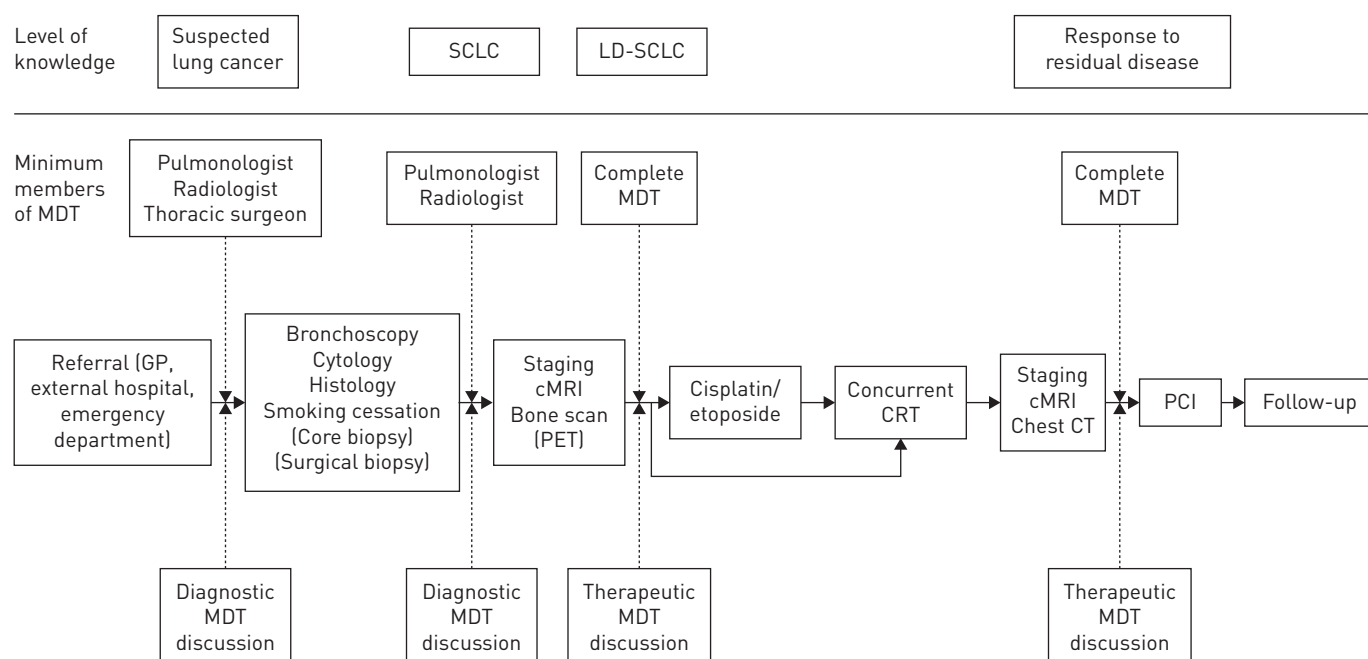 Level of
knowledge
Suspected
lung cancer
SCLC
LD-SCLC
Response to
residual disease
Minimum
members
of MDT
Pulmonologist
Radiologist
Thoracic surgeon
Pulmonologist
Radiologist
Complete
MDT
Complete
MDT
Referral (GP,
external hospital,
emergency
department)
Bronchoscopy
Cytology
Histology
Smoking cessation
(Core biopsy)
(Surgical biopsy)
Staging
cMRI
Bone scan
(PET)
Cisplatin/
etoposide
Concurrent
CRT
Staging
cMRI
Chest CT
PCI
Follow-up
Diagnostic
MDT
discussion
Diagnostic
MDT
discussion
Therapeutic
MDT
discussion
Therapeutic
MDT
discussion